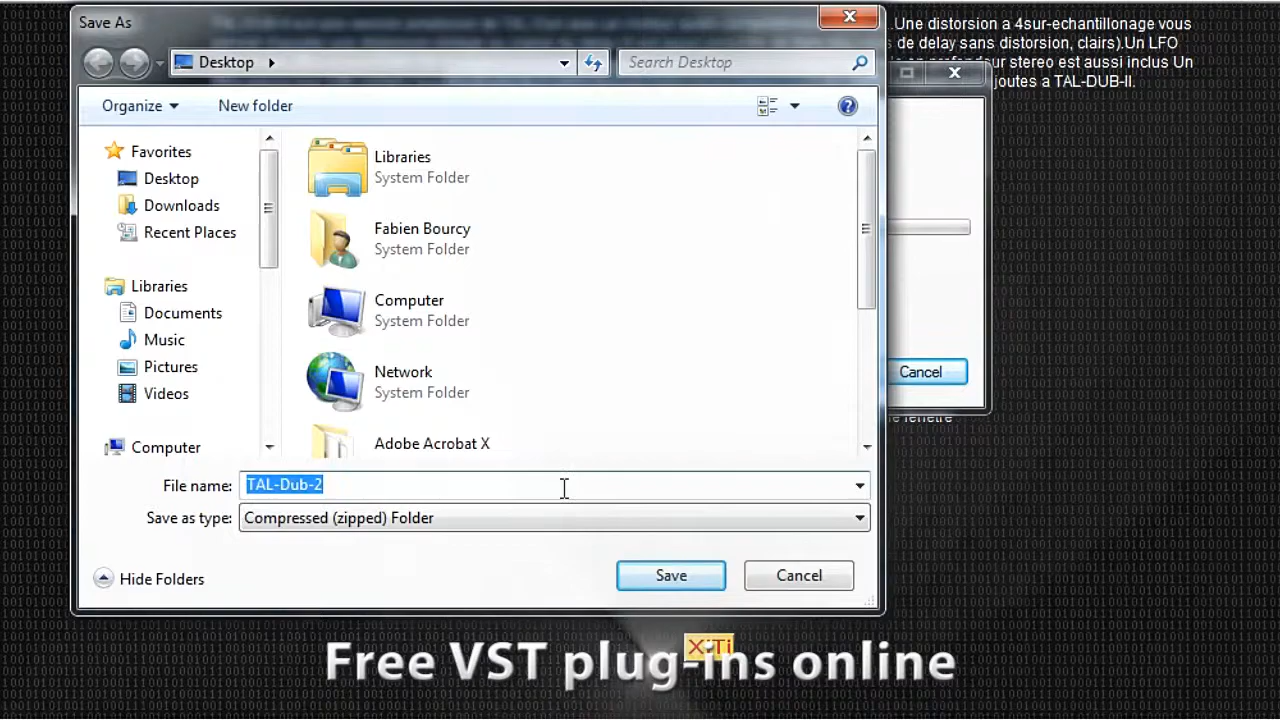 Save As
.Une distorsion a 4sur-echantillonage vous
de delay sans distorsion, clairs).Un LFO
stereo est aussi inclus Un
joutes a TAL-DUB-II.
Desktop
Search Desktop
Organize
New folder
Favorites
Desktop
Downloads
Recent Places
Libraries
Documents
Music
Pictures
Videos
Computer
Libraries
System Folder
Fabien Bourcy
System Folder
Computer
System Folder
Network
System Folder
Adobe Acrobat X
Cancel
File name: TAL-Dub-2
Save as type: Compressed (zipped) Folder
Hide Folders
Save
Cancel
XiTi
Free VST plug-ins online